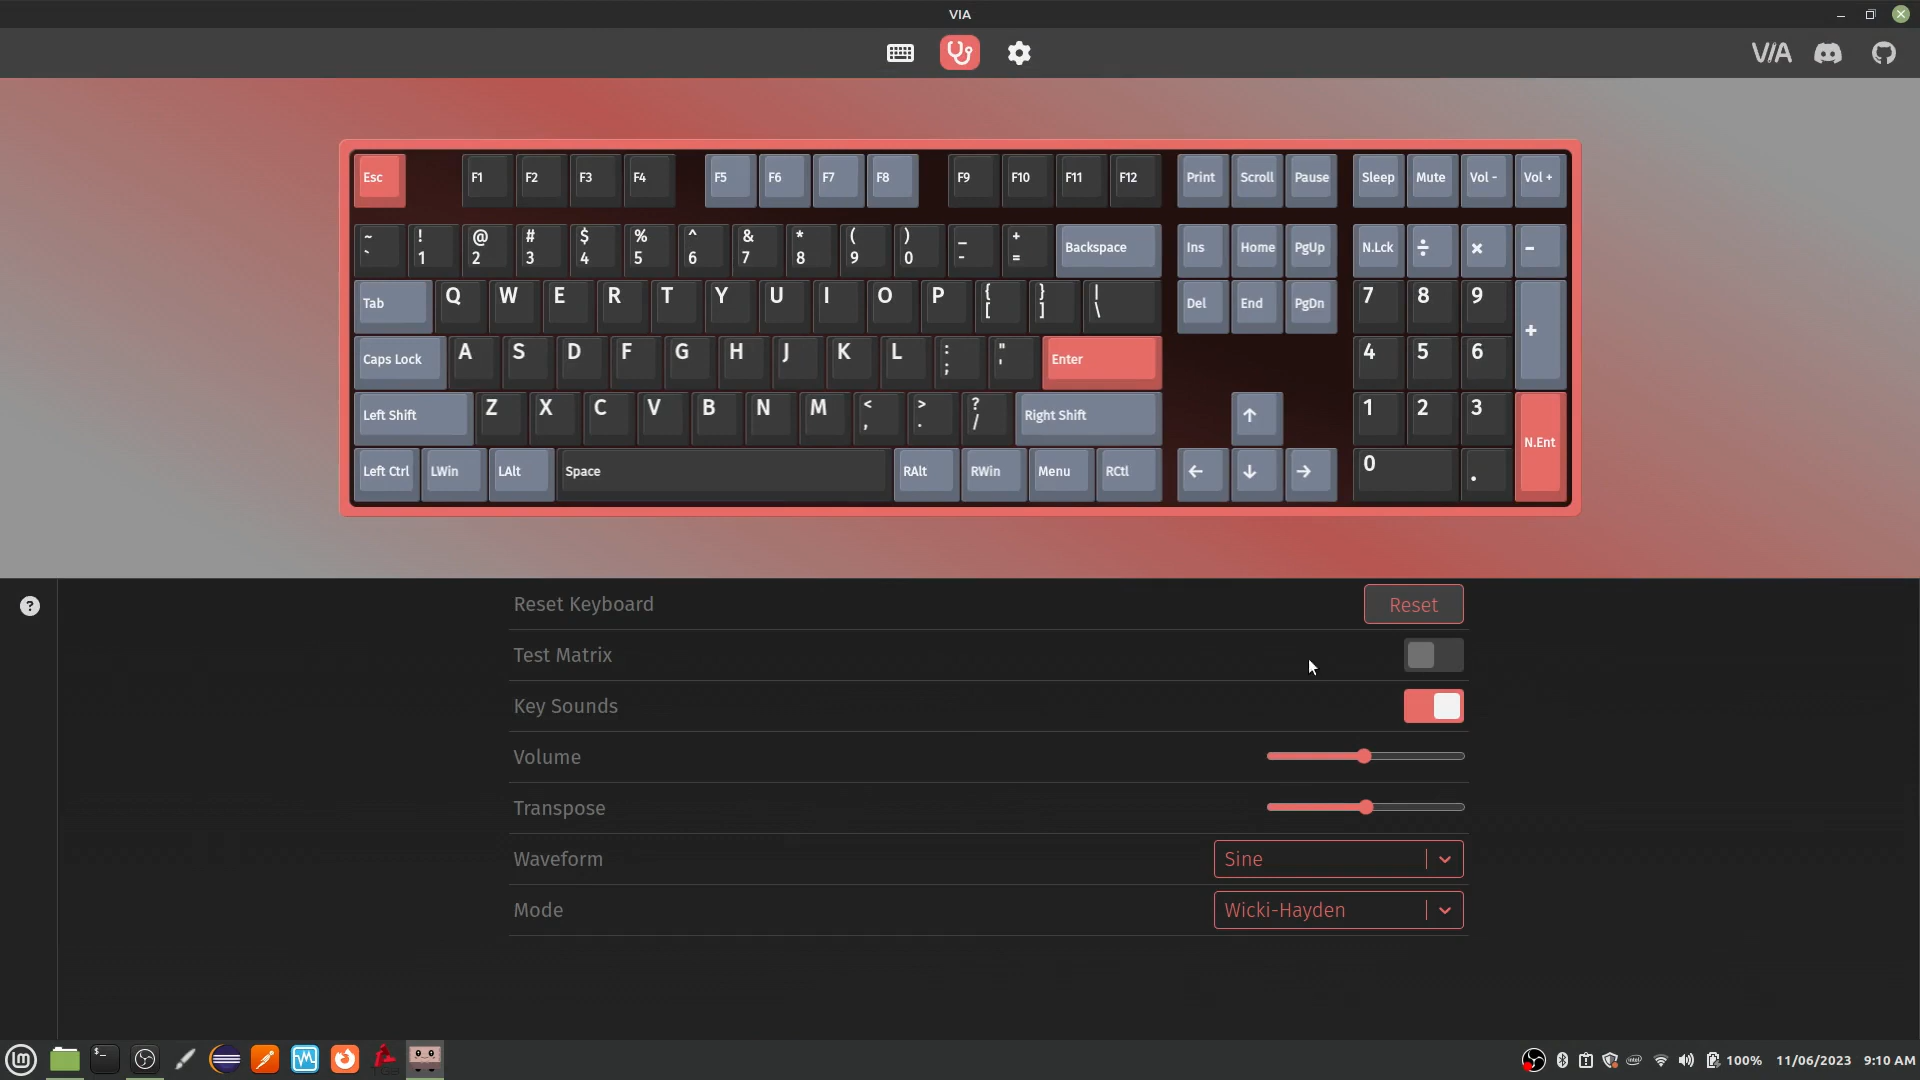 VIA
VIA
Esc F1 F2 F3 F4 F5 F6 F7 F8 F9 F10 F11 F12 Print Scroll Pause Sleep Mute Vol - Vol +
~ ! @ # $ % ^ & * ( ) _ +
` 1 2 3 4 5 6 7 8 9 0 - = Backspace Ins Home PgUp N.Lck ÷ × -
Tab Q W E R T Y U I O P { } |
[ ] \ Del End PgDn 7 8 9 +
Caps Lock A S D F G H J K L : "
; ' Enter 4 5 6
Left Shift Z X C V B N M < > ?
, . / Right Shift ↑ 1 2 3 N.Ent
Left Ctrl LWin LAlt Space RAlt RWin Menu RCtl ← ↓ → 0 .
?
Reset Keyboard Reset
Test Matrix
Key Sounds
Volume
Transpose
Waveform Sine
Mode Wicki-Hayden
100% 11/06/2023 9:10 AM